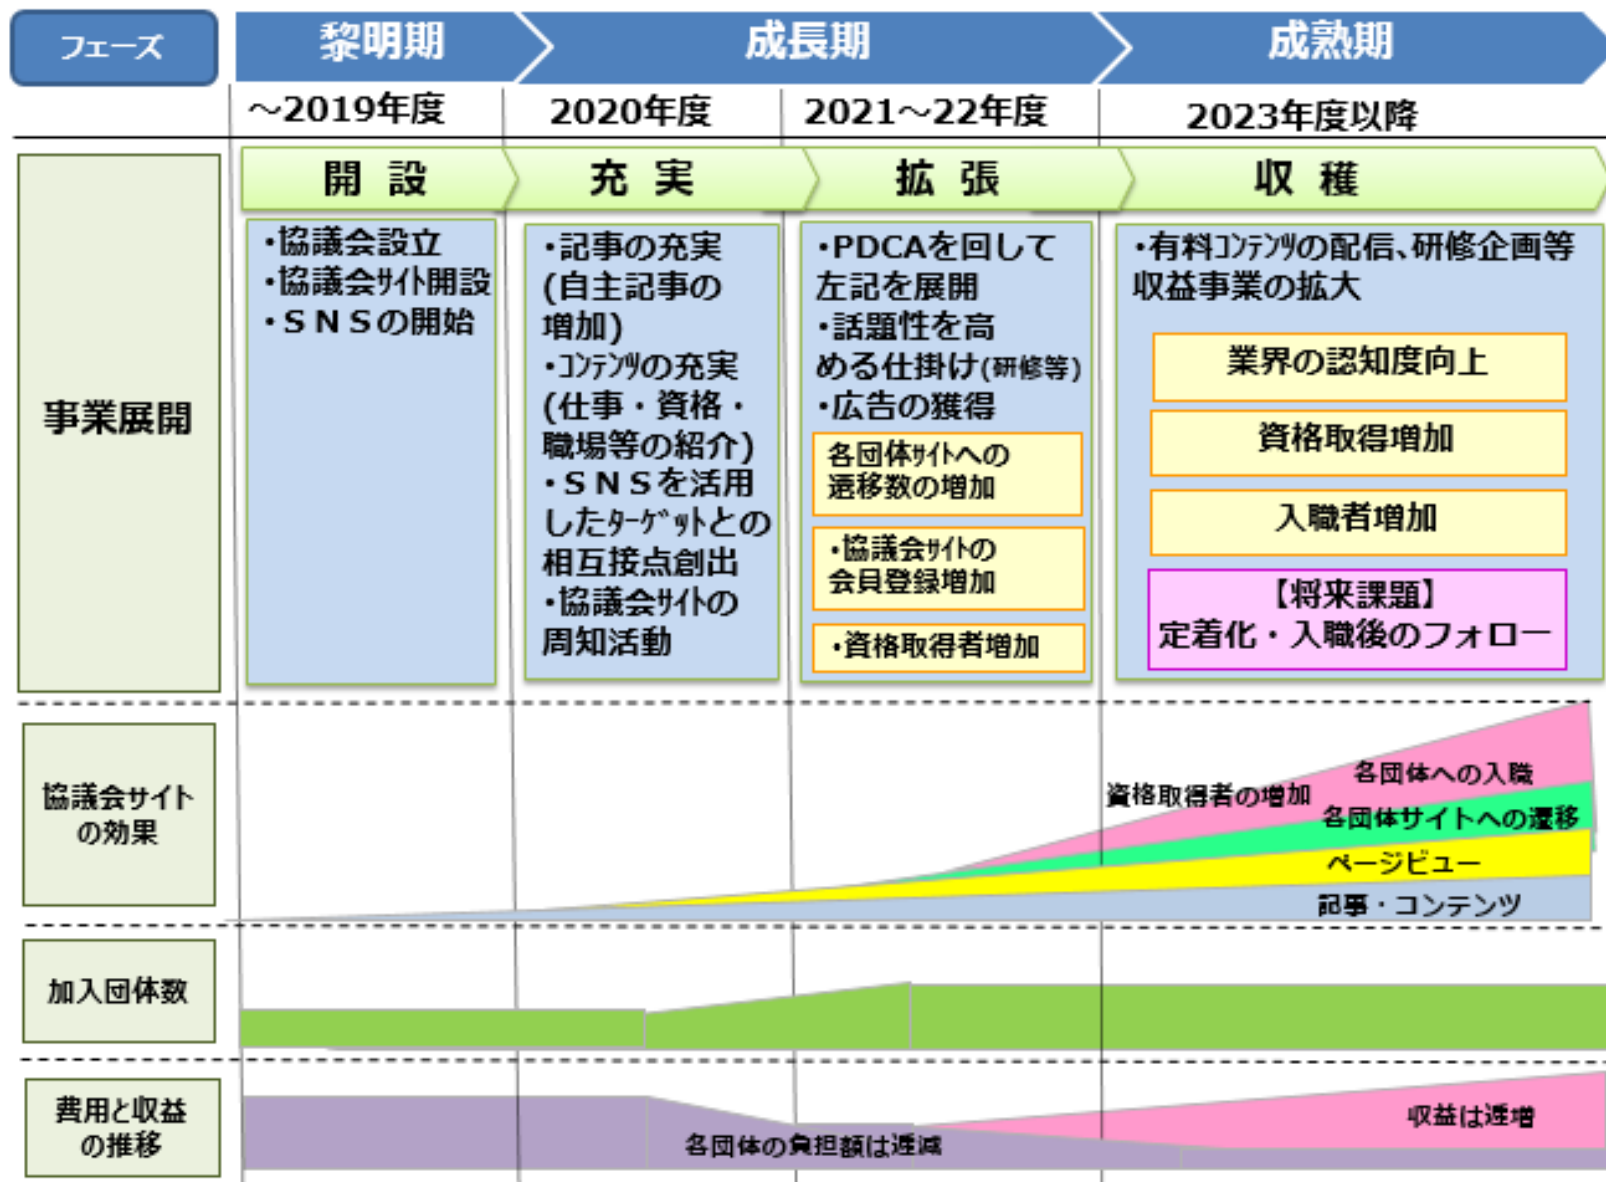 フェーズ
黎明期
成長期
成熟期
～2019年度
2020年度
2021～22年度
2023年度以降
事業展開
開 設
充 実
拡 張
収 穫
・協議会設立
・協議会ｻｲﾄ開設
・ＳＮＳの開始
・記事の充実
(自主記事の
増加)
・ｺﾝﾃﾝﾂの充実
(仕事・資格・
職場等の紹介)
・ＳＮＳを活用
したﾀｰｹﾞｯﾄとの
相互接点創出
・協議会ｻｲﾄの
周知活動
・PDCAを回して
左記を展開
・話題性を高
める仕掛け(研修等)
・広告の獲得
各団体ｻｲﾄへの
遷移数の増加
・協議会ｻｲﾄの
会員登録増加
・資格取得者増加
・有料ｺﾝﾃﾝﾂの配信､研修企画等
収益事業の拡大
業界の認知度向上
資格取得増加
入職者増加
【将来課題】
定着化・入職後のフォロー
協議会サイト
の効果
資格取得者の増加
各団体への入職
各団体サイトへの遷移
ページビュー
記事・コンテンツ
加入団体数
費用と収益
の推移
各団体の負担額は逓減
収益は逓増